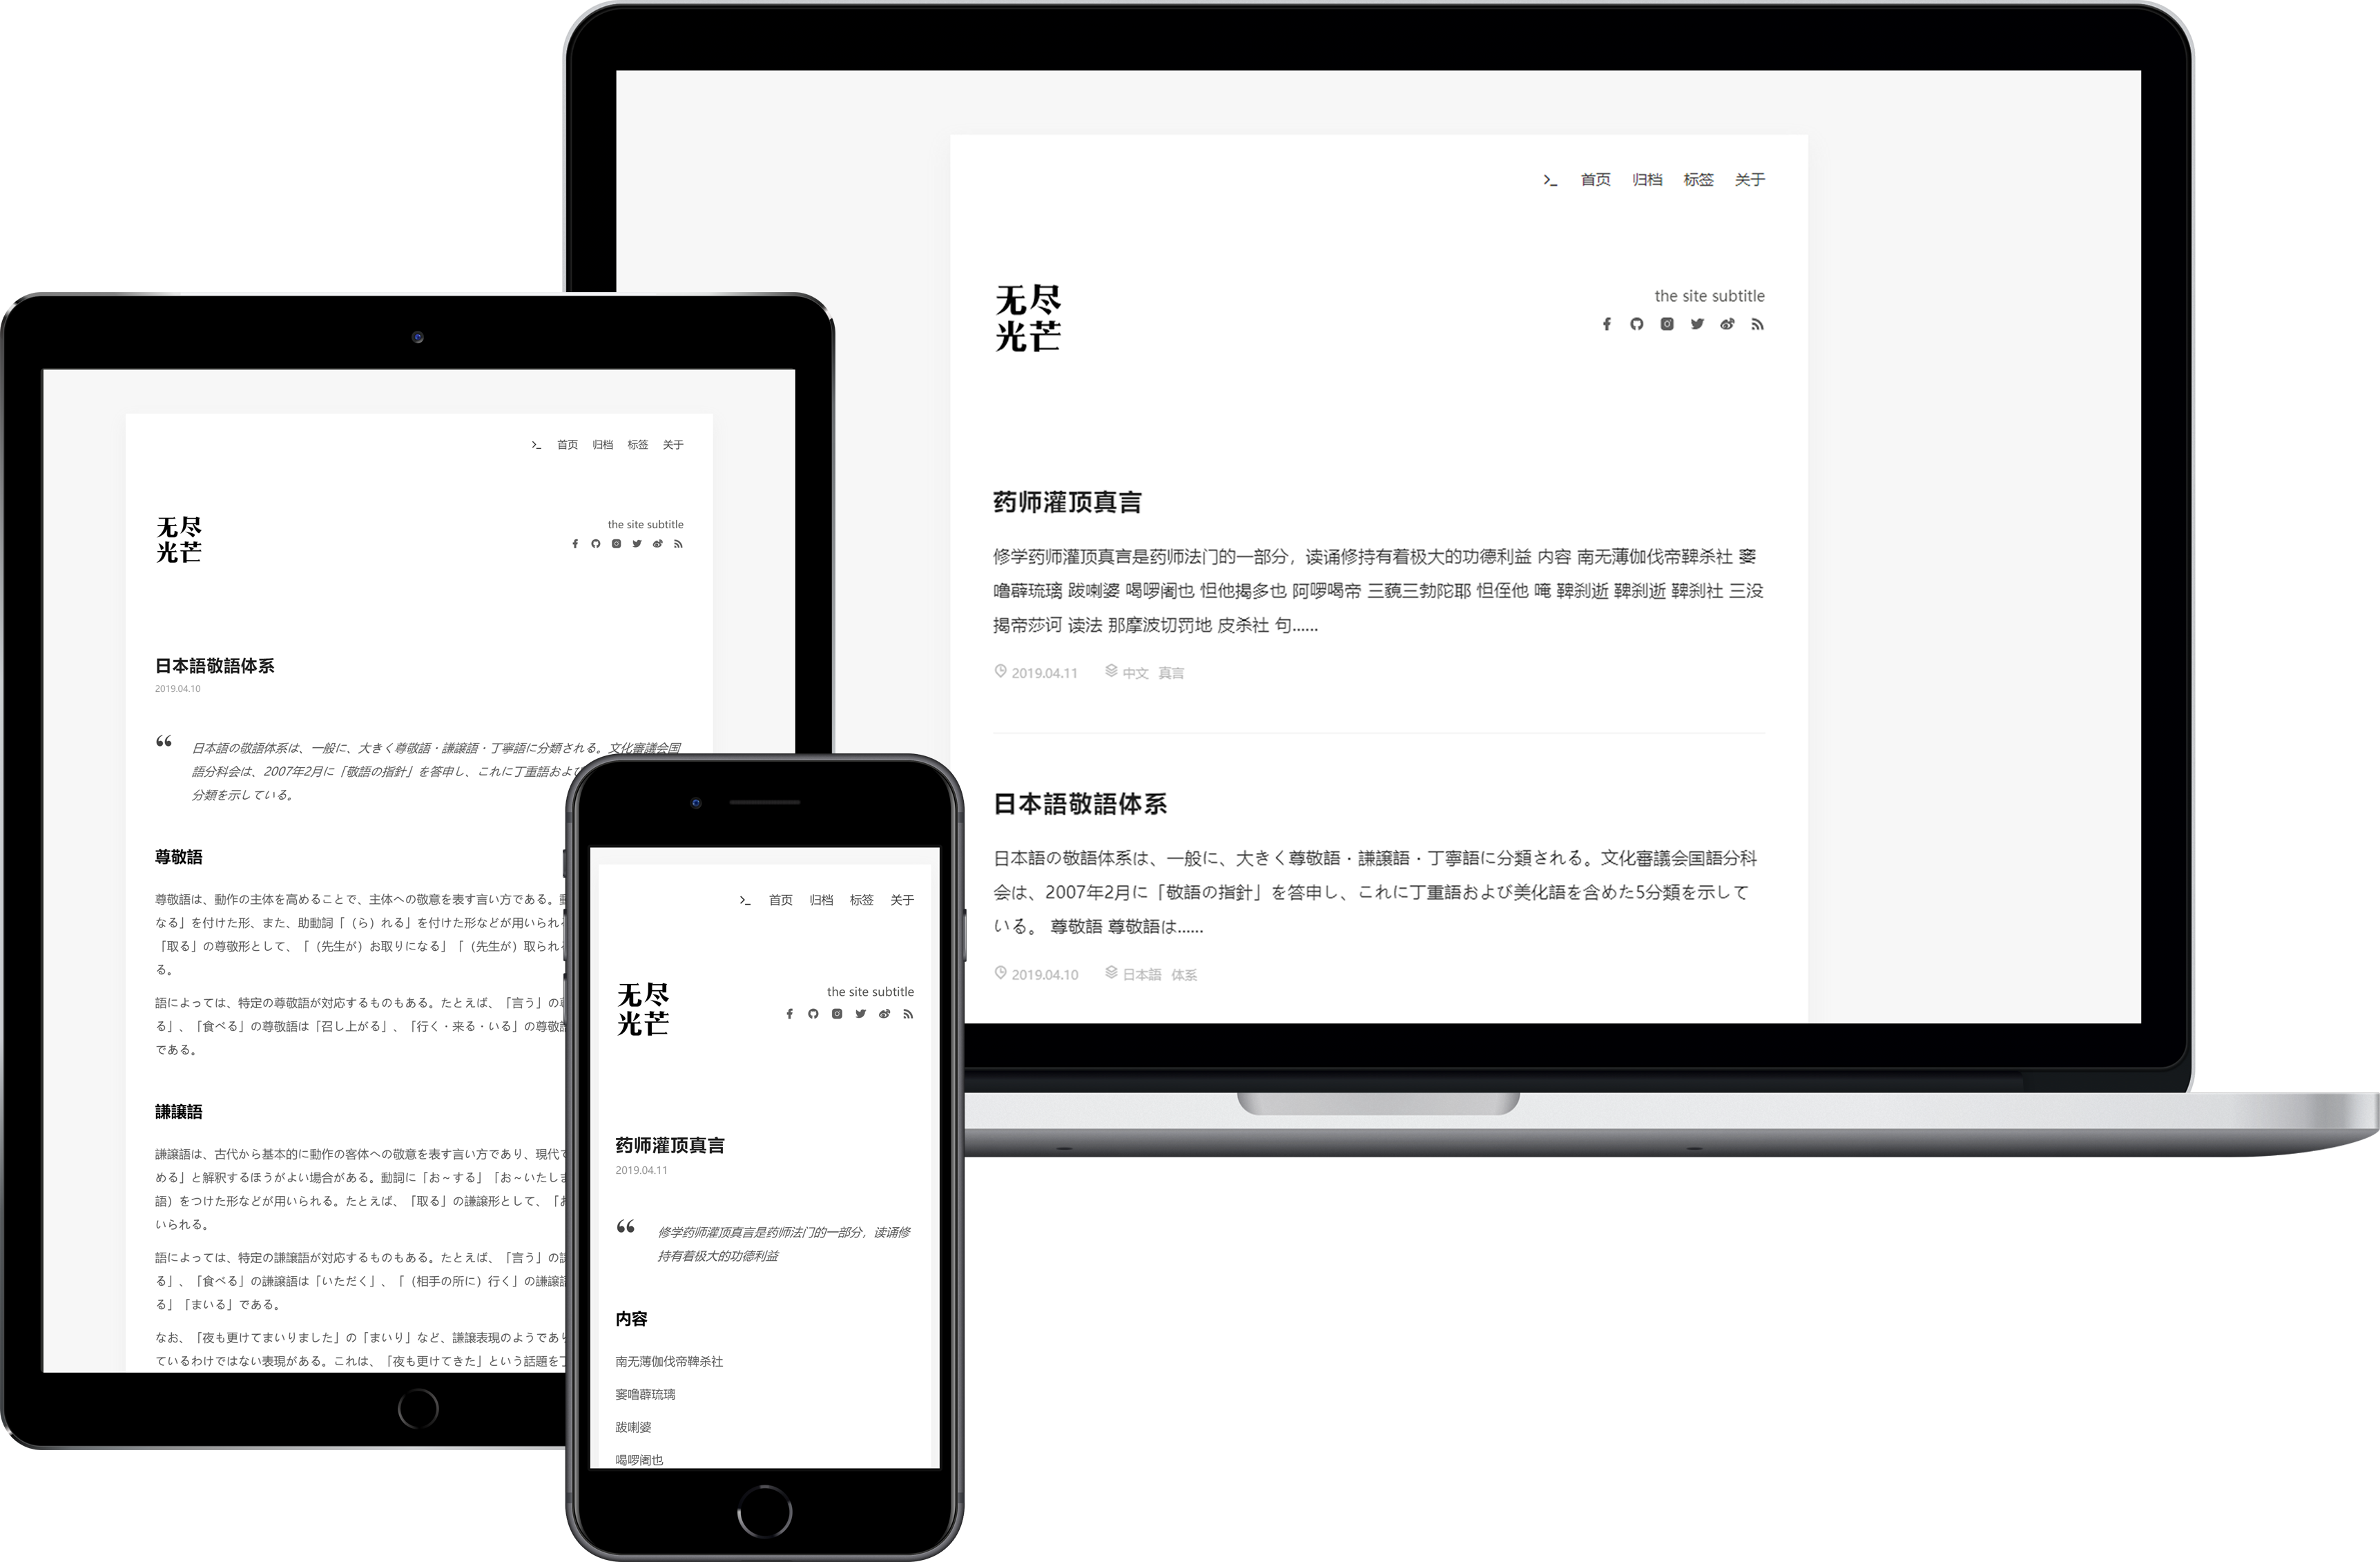 >_ 首页 归档 标签 关于
无尽
光芒
the site subtitle
药师灌顶真言
修学药师灌顶真言是药师法门的一部分，读诵修持有着极大的功德利益 内容 南无薄伽伐帝鞞杀社 窭
噜薜琉璃 跋喇婆 喝啰阇也 怛他揭多也 阿啰喝帝 三藐三勃陀耶 怛侄他 唵 鞞刹逝 鞞刹逝 鞞刹社 三没
揭帝莎诃 读法 那摩波切罚地 皮杀社 句......
2019.04.11 中文 真言
日本語敬語体系
日本語の敬語体系は、一般に、大きく尊敬語・謙譲語・丁寧語に分類される。文化審議会国語分科
会は、2007年2月に「敬語の指針」を答申し、これに丁重語および美化語を含めた5分類を示して
いる。 尊敬語 尊敬語は......
2019.04.10 日本語 体系
>_ 首页 归档 标签 关于
无尽
光芒
the site subtitle
日本語敬語体系
2019.04.10
日本語の敬語体系は、一般に、大きく尊敬語・謙譲語・丁寧語に分類される。文化審議会国
語分科会は、2007年2月に「敬語の指針」を答申し、これに丁重語および
分類を示している。
尊敬語
尊敬語は、動作の主体を高めることで、主体への敬意を表す言い方である。
なる」を付けた形、また、助動詞「（ら）れる」を付けた形などが用いられ
「取る」の尊敬形として、「（先生が）お取りになる」「（先生が）取られ
る。
語によっては、特定の尊敬語が対応するものもある。たとえば、「言う」の
る」、「食べる」の尊敬語は「召し上がる」、「行く・来る・いる」の尊敬
である。
謙譲語
謙譲語は、古代から基本的に動作の客体への敬意を表す言い方であり、現代
める」と解釈するほうがよい場合がある。動詞に「お～する」「お～いたしま
語）をつけた形などが用いられる。たとえば、「取る」の謙譲形として、「
いられる。
語によっては、特定の謙譲語が対応するものもある。たとえば、「言う」の
る」、「食べる」の謙譲語は「いただく」、「（相手の所に）行く」の謙譲
る」「まいる」である。
なお、「夜も更けてまいりました」の「まいり」など、謙譲表現のようであ
ているわけではない表現がある。これは、「夜も更けてきた」という話題を
>_ 首页 归档 标签 关于
无尽
光芒
the site subtitle
药师灌顶真言
2019.04.11
修学药师灌顶真言是药师法门的一部分，读诵修
持有着极大的功德利益
内容
南无薄伽伐帝鞞杀社
窭噜薜琉璃
跋喇婆
喝啰阇也